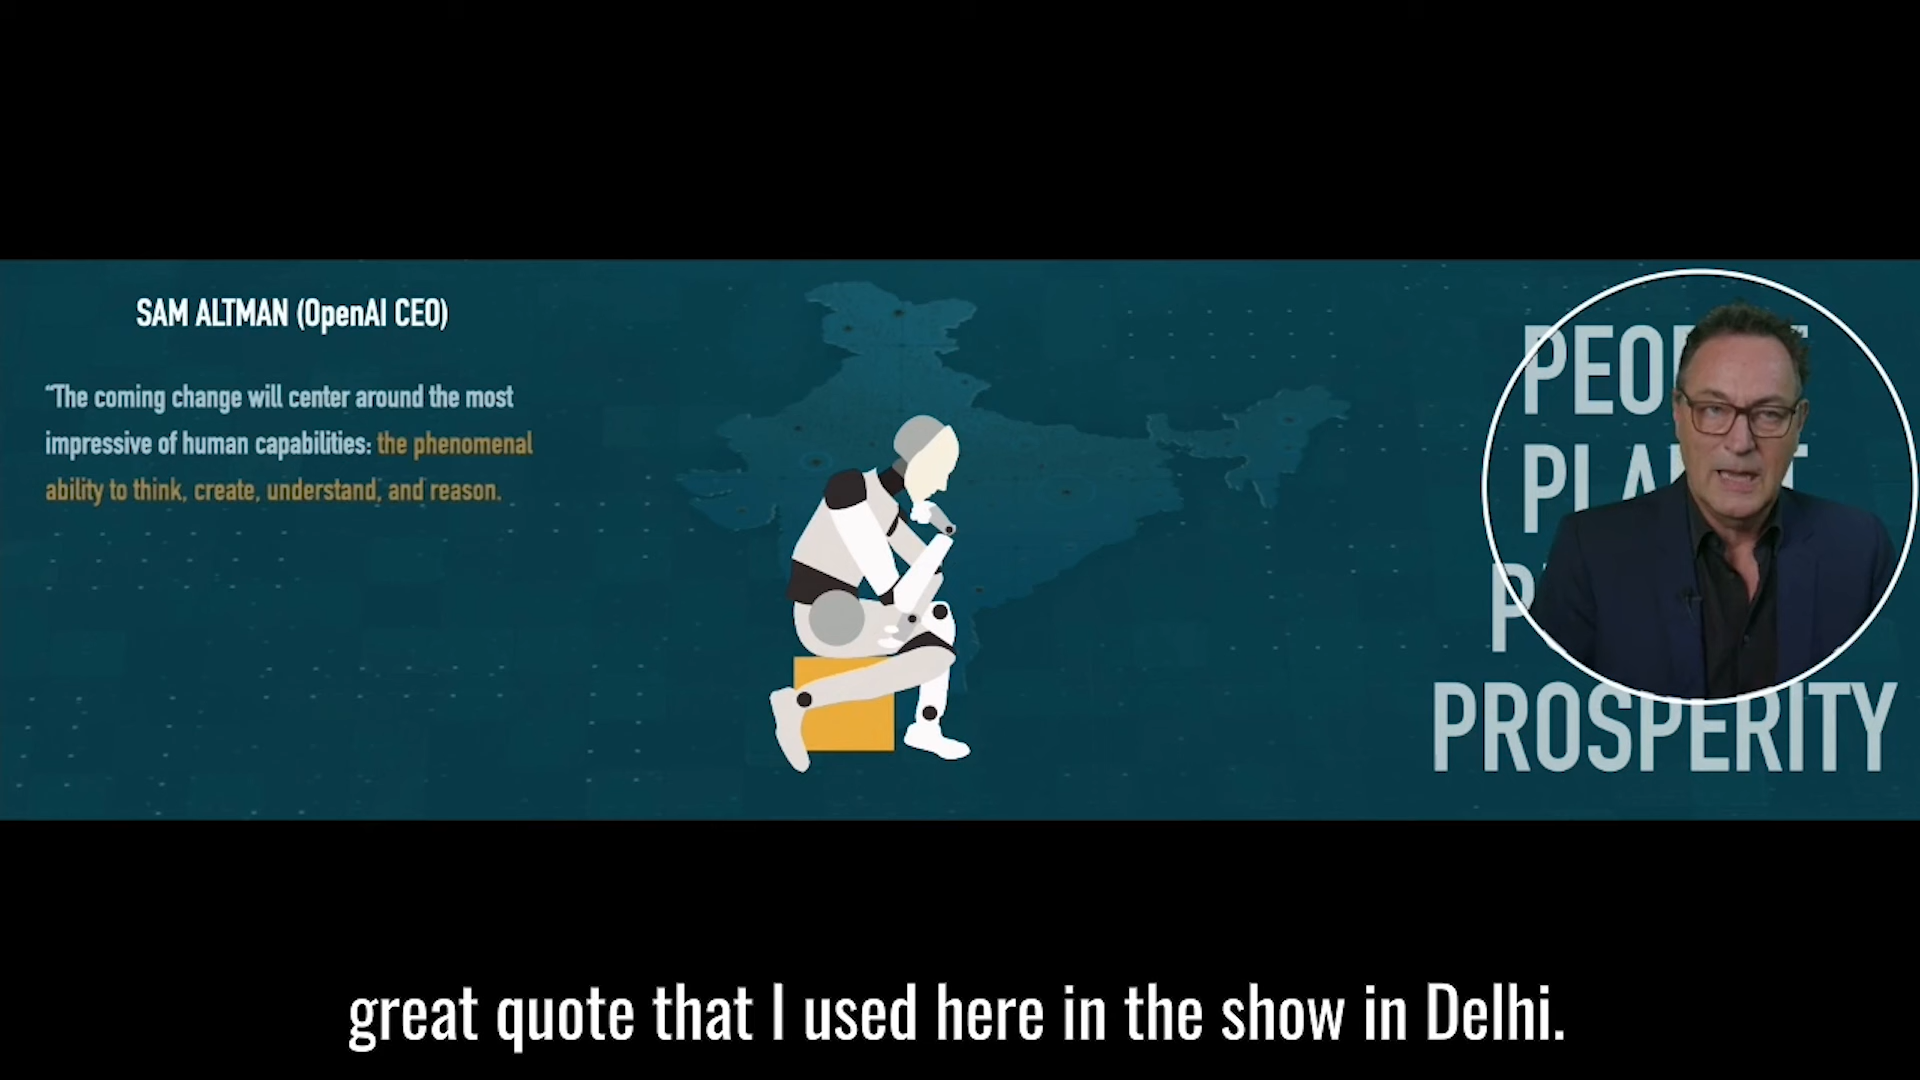 SAM ALTMAN (OpenAI CEO)
“The coming change will center around the most
impressive of human capabilities: the phenomenal
ability to think, create, understand, and reason.
PROSPERITY
great quote that I used here in the show in Delhi.